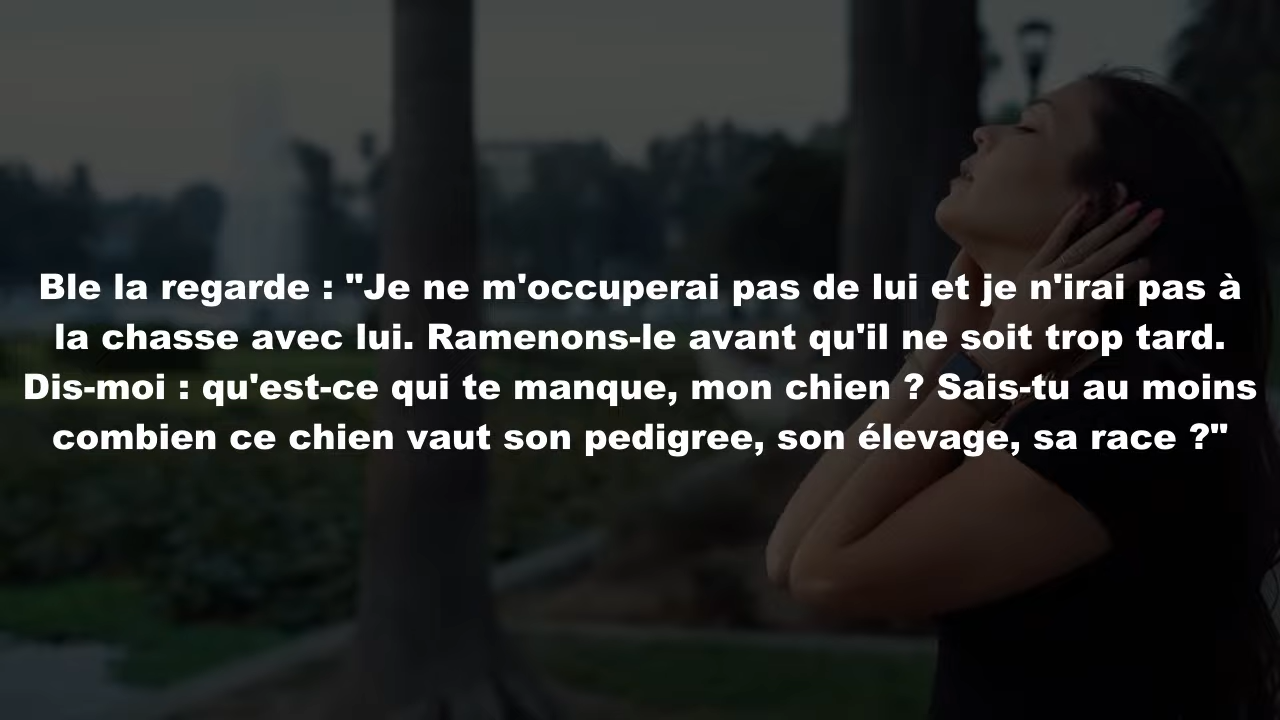 Ble la regarde : "Je ne m'occuperai pas de lui et je n'irai pas à
la chasse avec lui. Ramenons-le avant qu'il ne soit trop tard.
Dis-moi : qu'est-ce qui te manque, mon chien ? Sais-tu au moins
combien ce chien vaut son pedigree, son élevage, sa race ?"